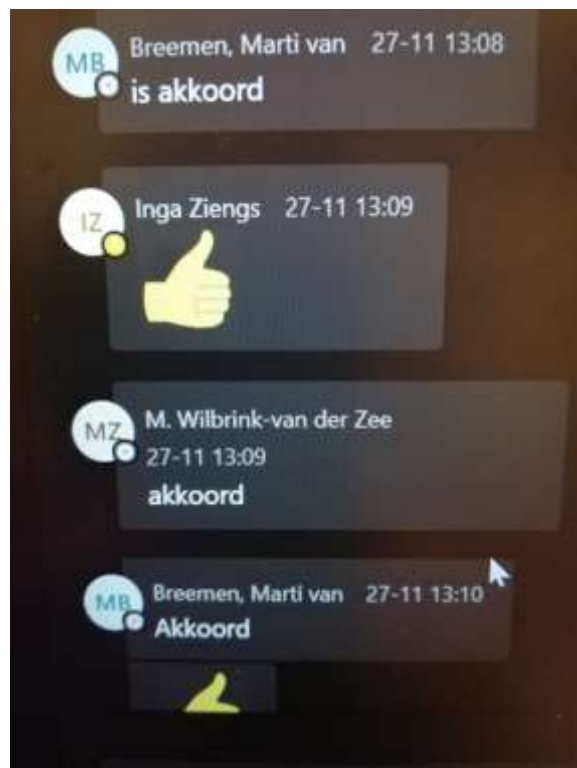 MB
Breemen, Marti van 27-11 13:08
is akkoord
IZ
Inga Ziengs 27-11 13:09
MZ
M. Wilbrink-van der Zee
27-11 13:09
akkoord
MB
Breemen, Marti van 27-11 13:10
Akkoord